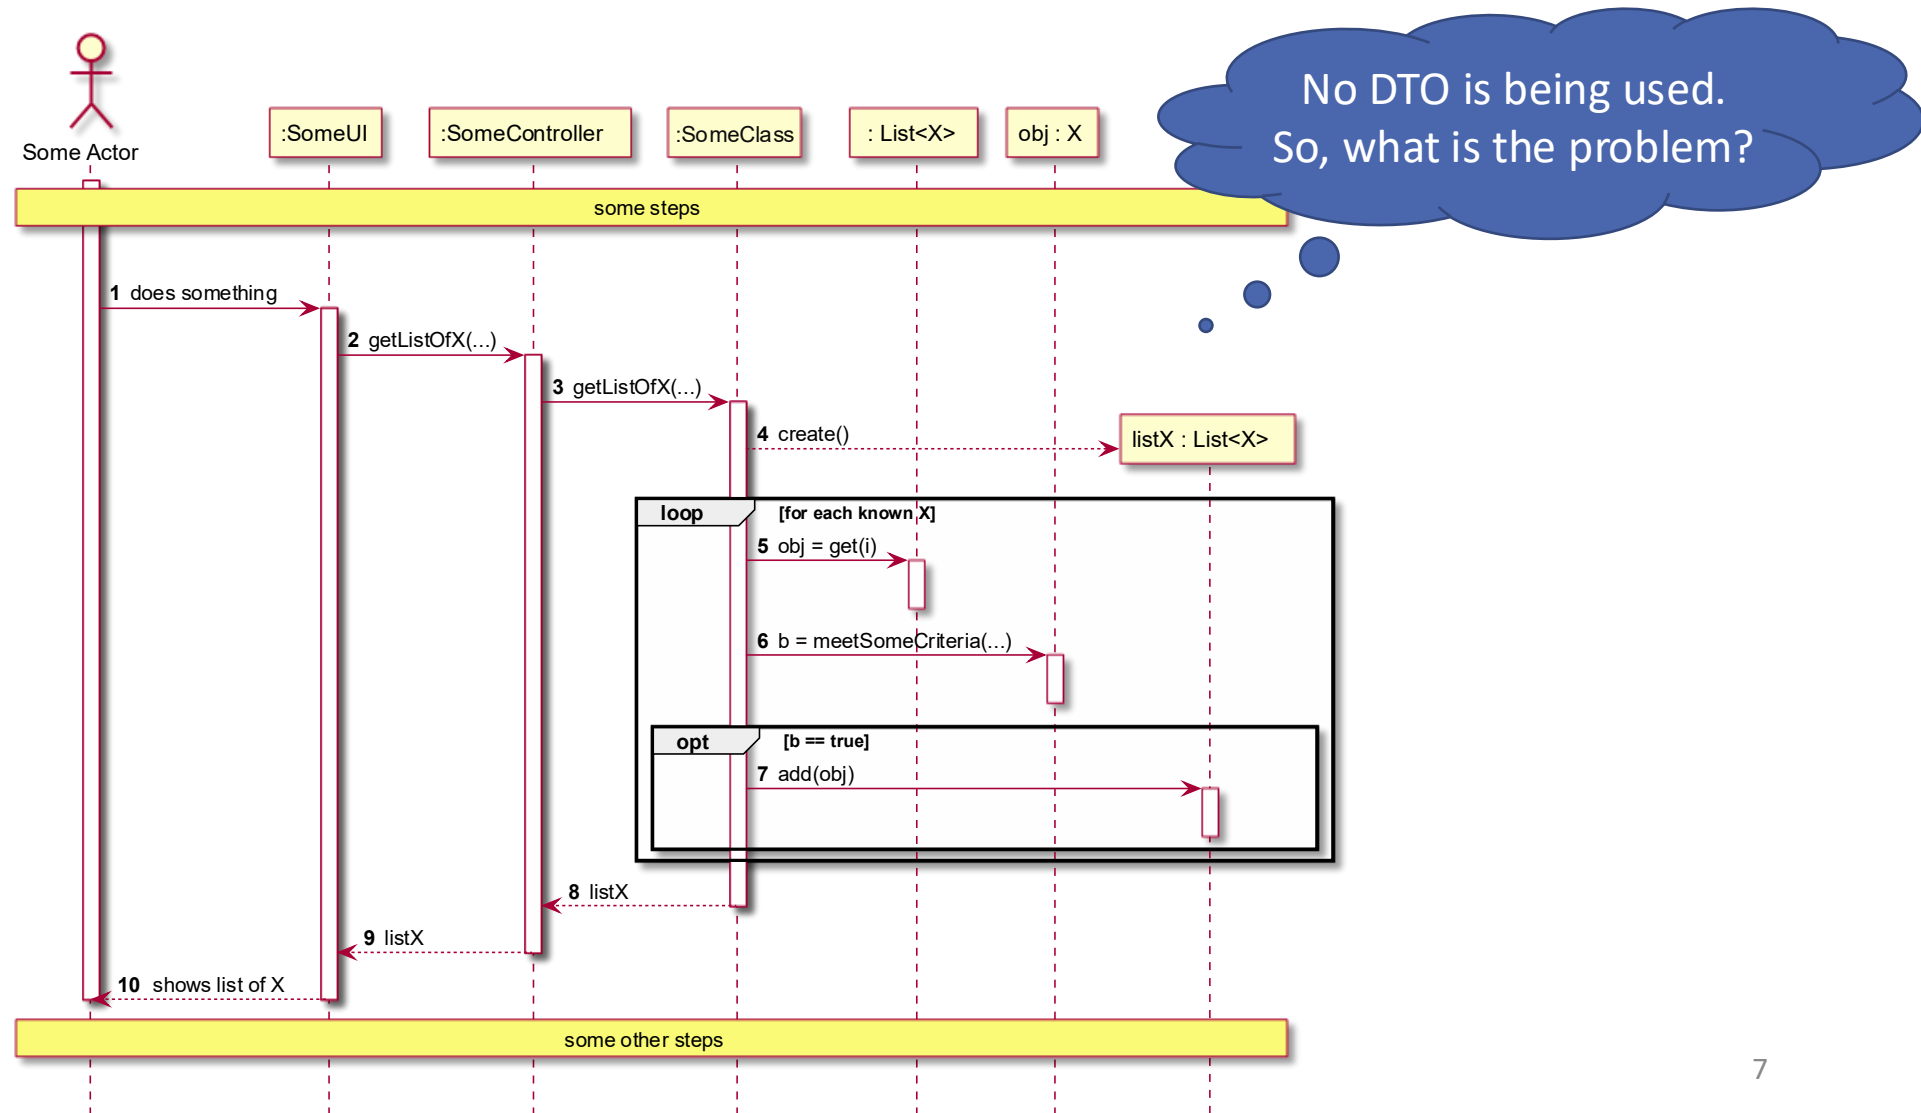 No DTO is being used.
So, what is the problem?
Some Actor
:SomeUI
:SomeController
:SomeClass
: List<X>
obj : X
some steps
1 does something
2 getListOfX(...)
3 getListOfX(...)
4 create()
listX : List<X>
loop [for each known X]
5 obj = get(i)
6 b = meetSomeCriteria(...)
opt [b == true]
7 add(obj)
8 listX
9 listX
10 shows list of X
some other steps
7